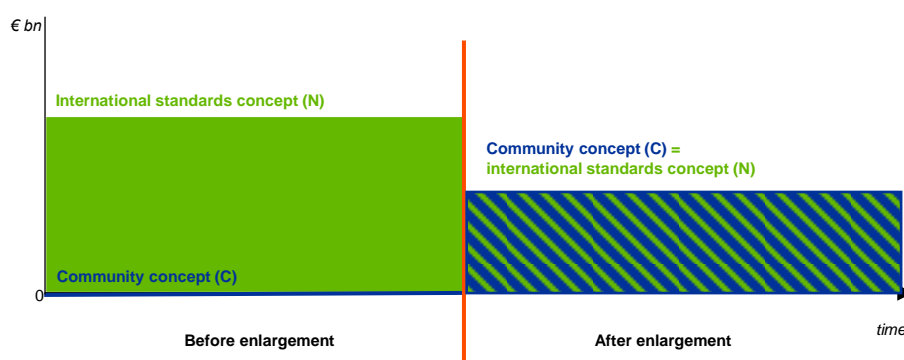 € bn
International standards concept (N)
Community concept (C) =
international standards concept (N)
Community concept (C)
0
time
Before enlargement
After enlargement